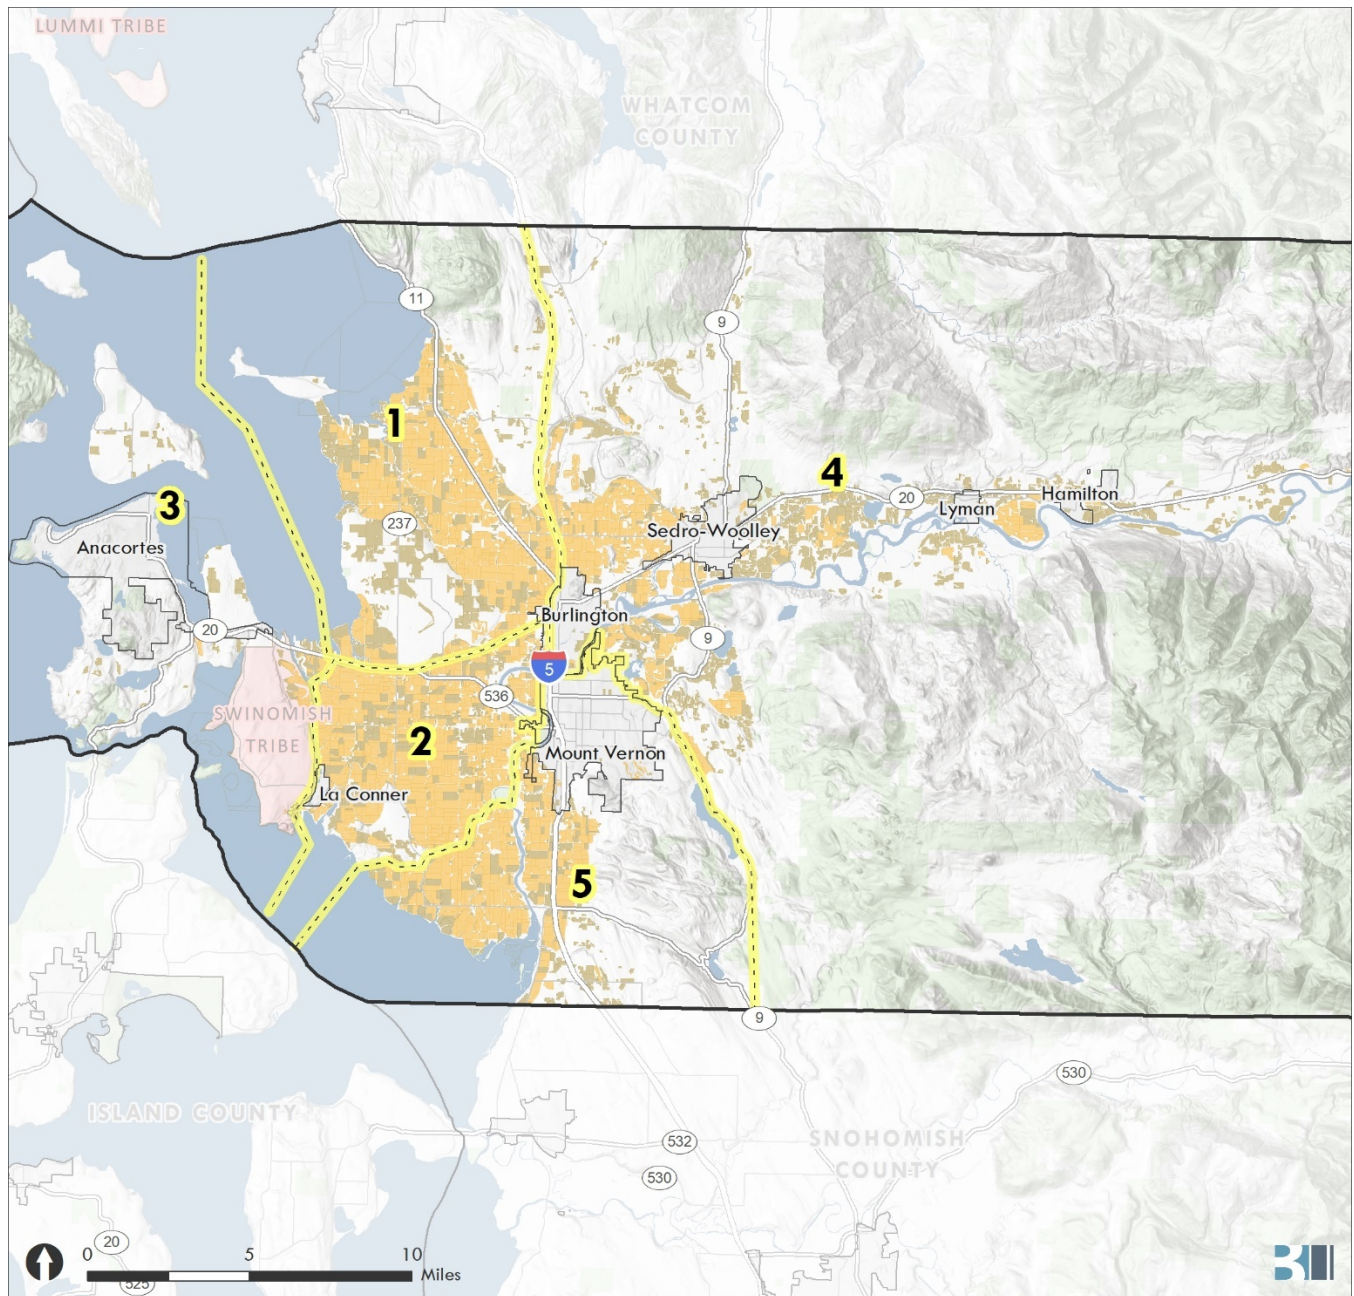 LUMMI TRIBE
WHATCOM
COUNTY
11
9
1
4
3
237
20
Hamilton
Lyman
Sedro-Woolley
Anacortes
Burlington
20
9
5
536
SWINOMISH
TRIBE
2
Mount Vernon
La Conner
5
9
530
ISLAND COUNTY
532
SNOHOMISH
COUNTY
530
20
0 5 10
Miles
525